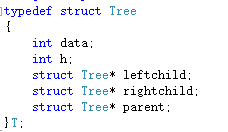 typedef struct Tree
{
    int data;
    int h;
    struct Tree* leftchild;
    struct Tree* rightchild;
    struct Tree* parent;
}T;